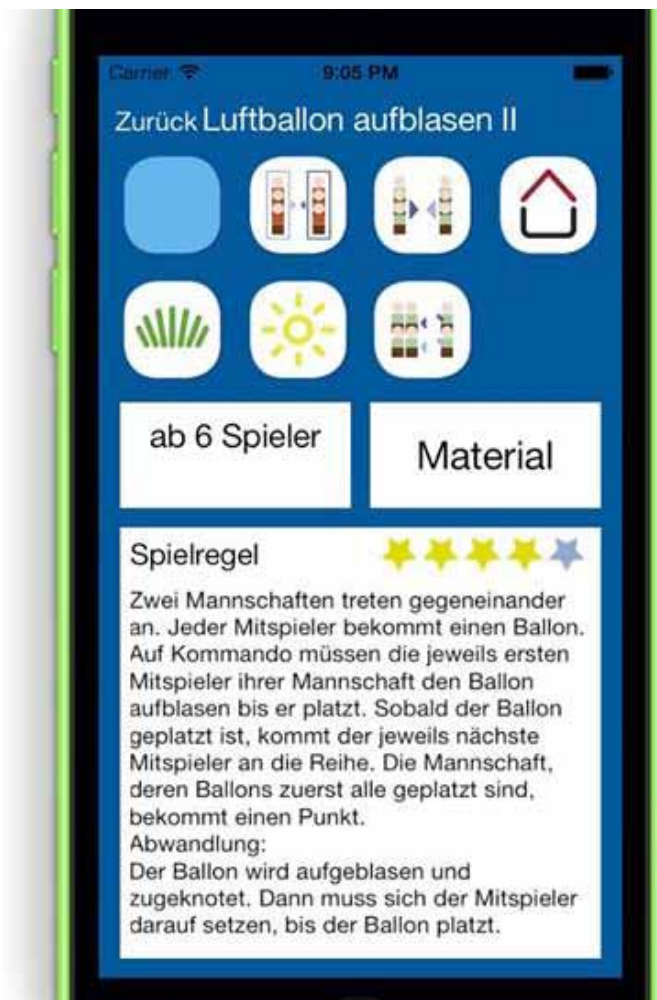 Carrier 9:05 PM
Zurück Luftballon aufblasen II
ab 6 Spieler
Material
Spielregel
Zwei Mannschaften treten gegeneinander
an. Jeder Mitspieler bekommt einen Ballon.
Auf Kommando müssen die jeweils ersten
Mitspieler ihrer Mannschaft den Ballon
aufblasen bis er platzt. Sobald der Ballon
geplatzt ist, kommt der jeweils nächste
Mitspieler an die Reihe. Die Mannschaft,
deren Ballons zuerst alle geplatzt sind,
bekommt einen Punkt.
Abwandlung:
Der Ballon wird aufgeblasen und
zugeknotet. Dann muss sich der Mitspieler
darauf setzen, bis der Ballon platzt.